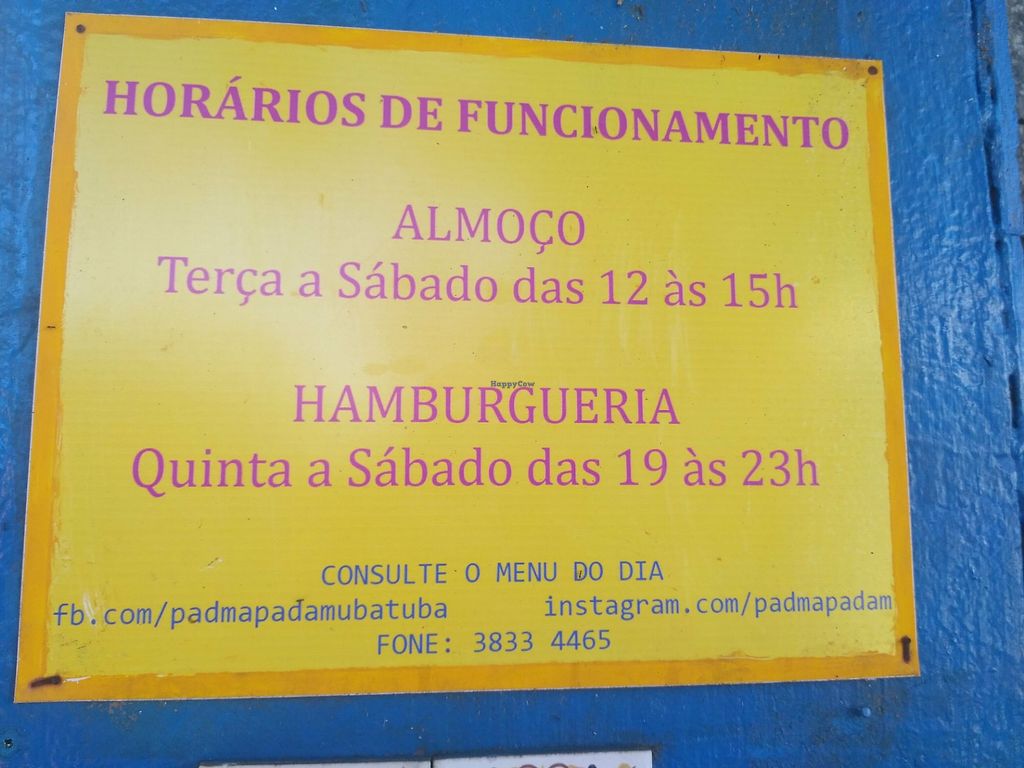 HORÁRIOS DE FUNCIONAMENTO
ALMOÇO
Terça a Sábado das 12 às 15h
HappyCow
HAMBURGUERIA
Quinta a Sábado das 19 às 23h
CONSULTE O MENU DO DIA
fb.com/padmapadamubatuba instagram.com/padmapadam
FONE: 3833 4465